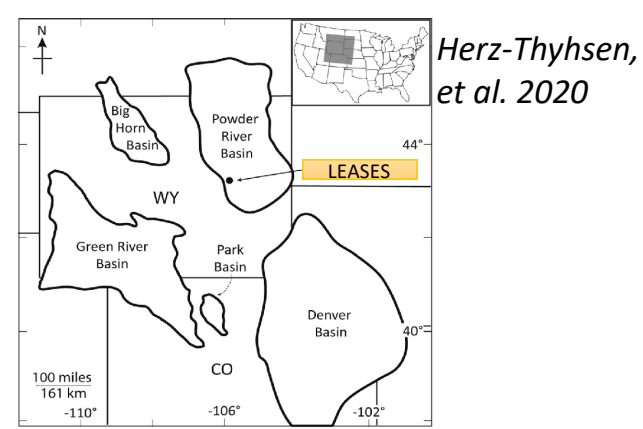 N
Herz-Thyhsen,
et al. 2020
Big
Horn
Basin
Powder
River
Basin
44°
LEASES
WY
Green River
Basin
Park
Basin
Denver
Basin
40°
CO
100 miles
161 km
-110°
-106°
-102°